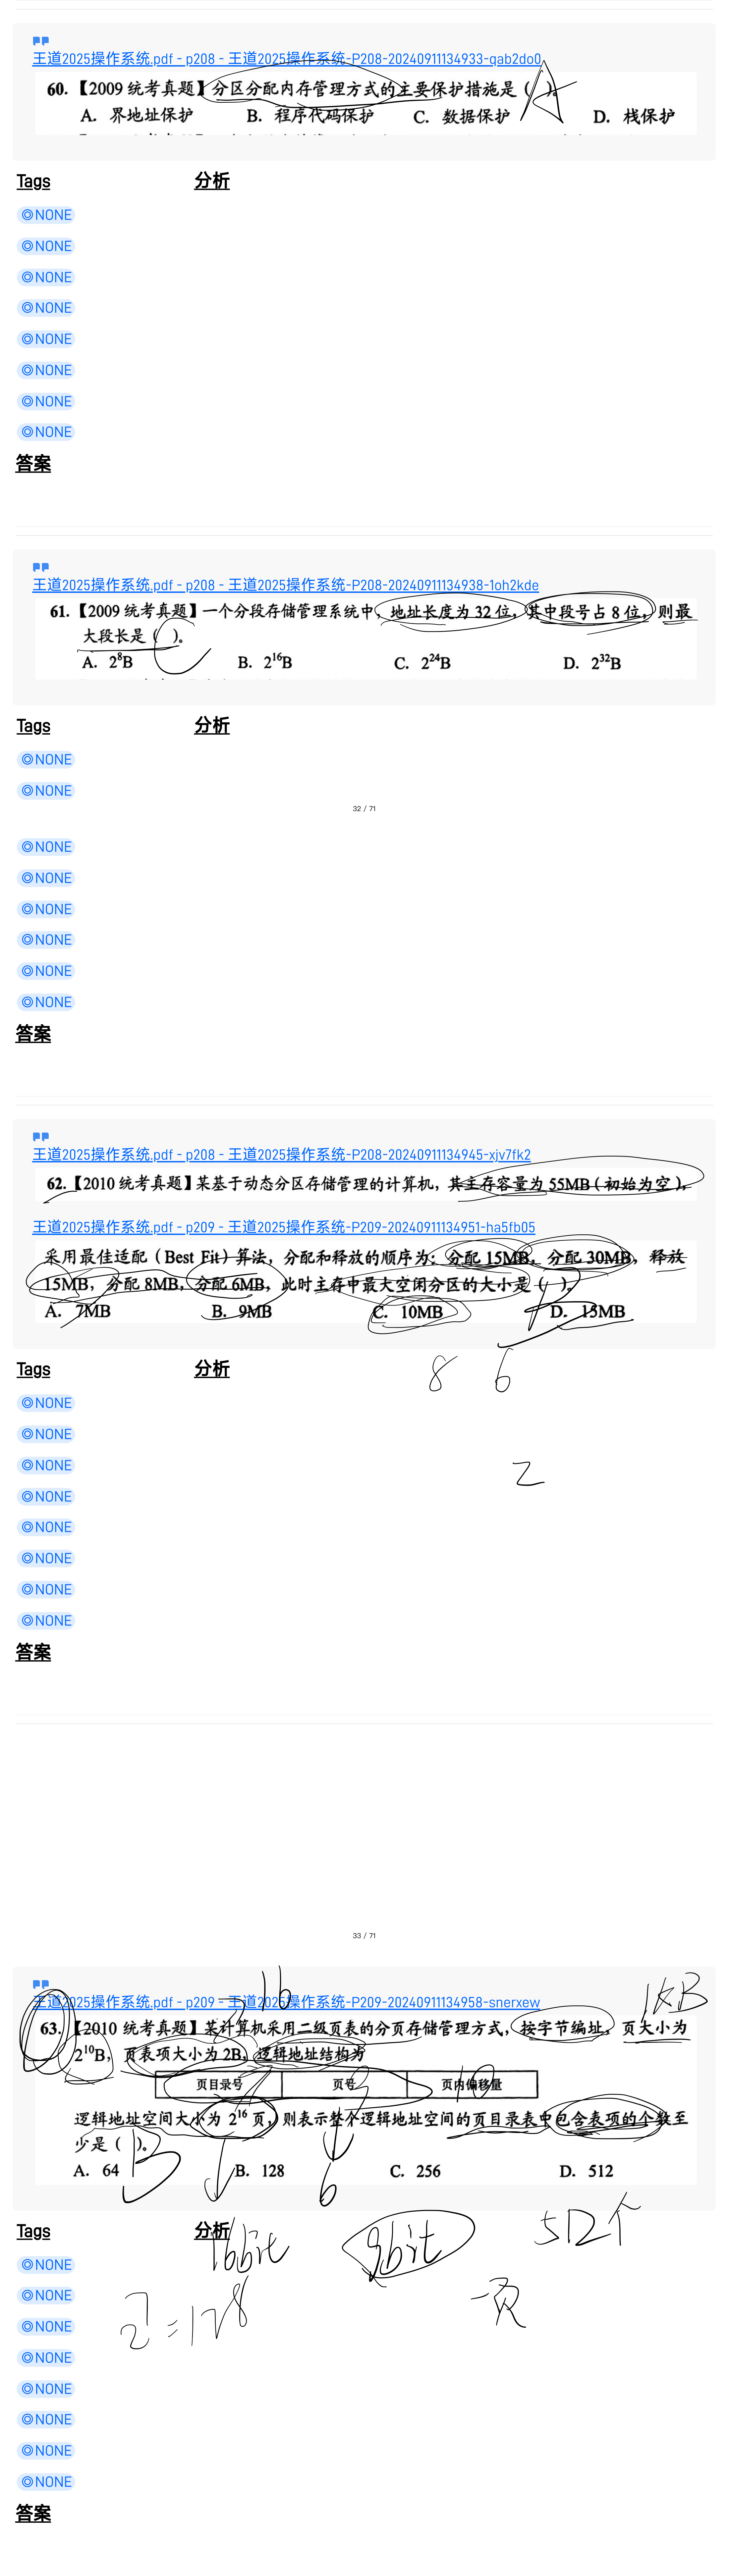 王道2025操作系统.pdf - p208 - 王道2025操作系统-P208-20240911134933-qab2do0
60.【2009 统考真题】分区分配内存管理方式的主要保护措施是( )。
A
A. 界地址保护 B. 程序代码保护 C. 数据保护 D. 栈保护
Tags 分析
◎NONE
◎NONE
◎NONE
◎NONE
◎NONE
◎NONE
◎NONE
◎NONE
答案
王道2025操作系统.pdf - p208 - 王道2025操作系统-P208-20240911134938-1oh2kde
61.【2009 统考真题】一个分段存储管理系统中,地址长度为 32 位,其中段号占 8 位,则最
大段长是( )。
C
A. 2⁸B B. 2¹⁶B C. 2²⁴B D. 2³²B
Tags 分析
◎NONE
◎NONE
32 / 71
◎NONE
◎NONE
◎NONE
◎NONE
◎NONE
◎NONE
答案
王道2025操作系统.pdf - p208 - 王道2025操作系统-P208-20240911134945-xjv7fk2
62.【2010 统考真题】某基于动态分区存储管理的计算机,其主存容量为 55MB(初始为空),
王道2025操作系统.pdf - p209 - 王道2025操作系统-P209-20240911134951-ha5fb05
采用最佳适配(Best Fit)算法,分配和释放的顺序为:分配 15MB,分配 30MB,释放
15MB,分配 8MB,分配 6MB,此时主存中最大空闲分区的大小是( )。
A. 7MB B. 9MB C. 10MB D. 15MB
8 6
Tags 分析
◎NONE
◎NONE
2
◎NONE
◎NONE
◎NONE
◎NONE
◎NONE
◎NONE
答案
33 / 71
16
王道2025操作系统.pdf - p209 - 王道2025操作系统-P209-20240911134958-snerxew
1KB
63.【2010 统考真题】某计算机采用二级页表的分页存储管理方式,按字节编址,页大小为
2¹⁰B,页表项大小为 2B,逻辑地址结构为
页目录号 页号 页内偏移量
10
逻辑地址空间大小为 2¹⁶ 页,则表示整个逻辑地址空间的页目录表中包含表项的个数至
少是( )。
B
A. 64 B. 128 C. 256 D. 512
6
Tags 分析
16bit 9bit 512个
◎NONE
◎NONE
2⁷=128 一页
◎NONE
◎NONE
◎NONE
◎NONE
◎NONE
◎NONE
答案